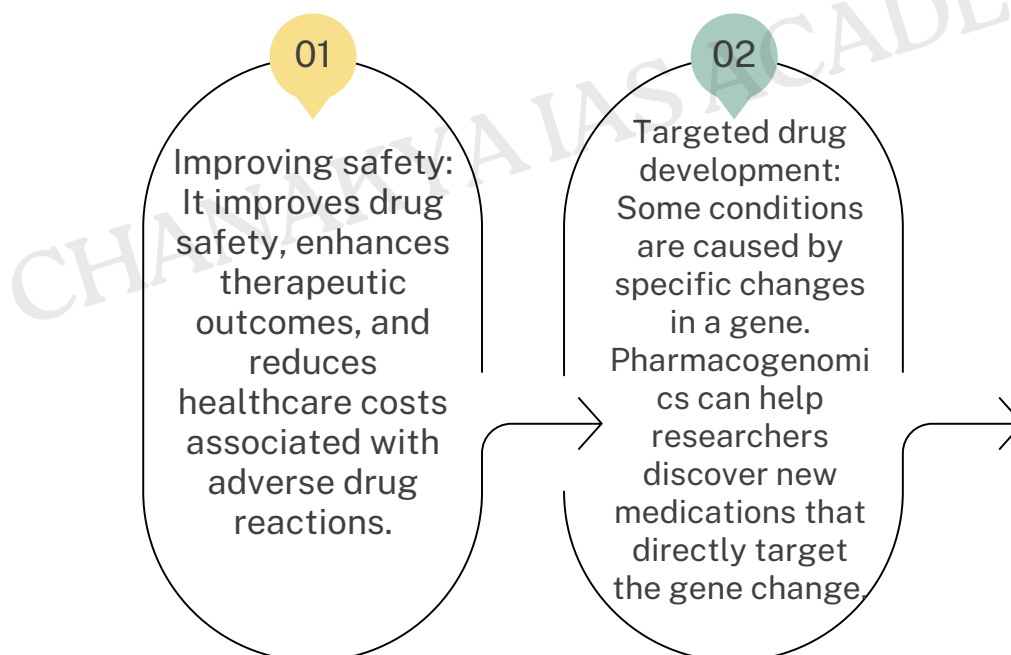 01
Improving safety:
It improves drug
safety, enhances
therapeutic
outcomes, and
reduces
healthcare costs
associated with
adverse drug
reactions.
02
Targeted drug
development:
Some conditions
are caused by
specific changes
in a gene.
Pharmacogenomi
cs can help
researchers
discover new
medications that
directly target
the gene change.
CHANAKYA IAS ACADE